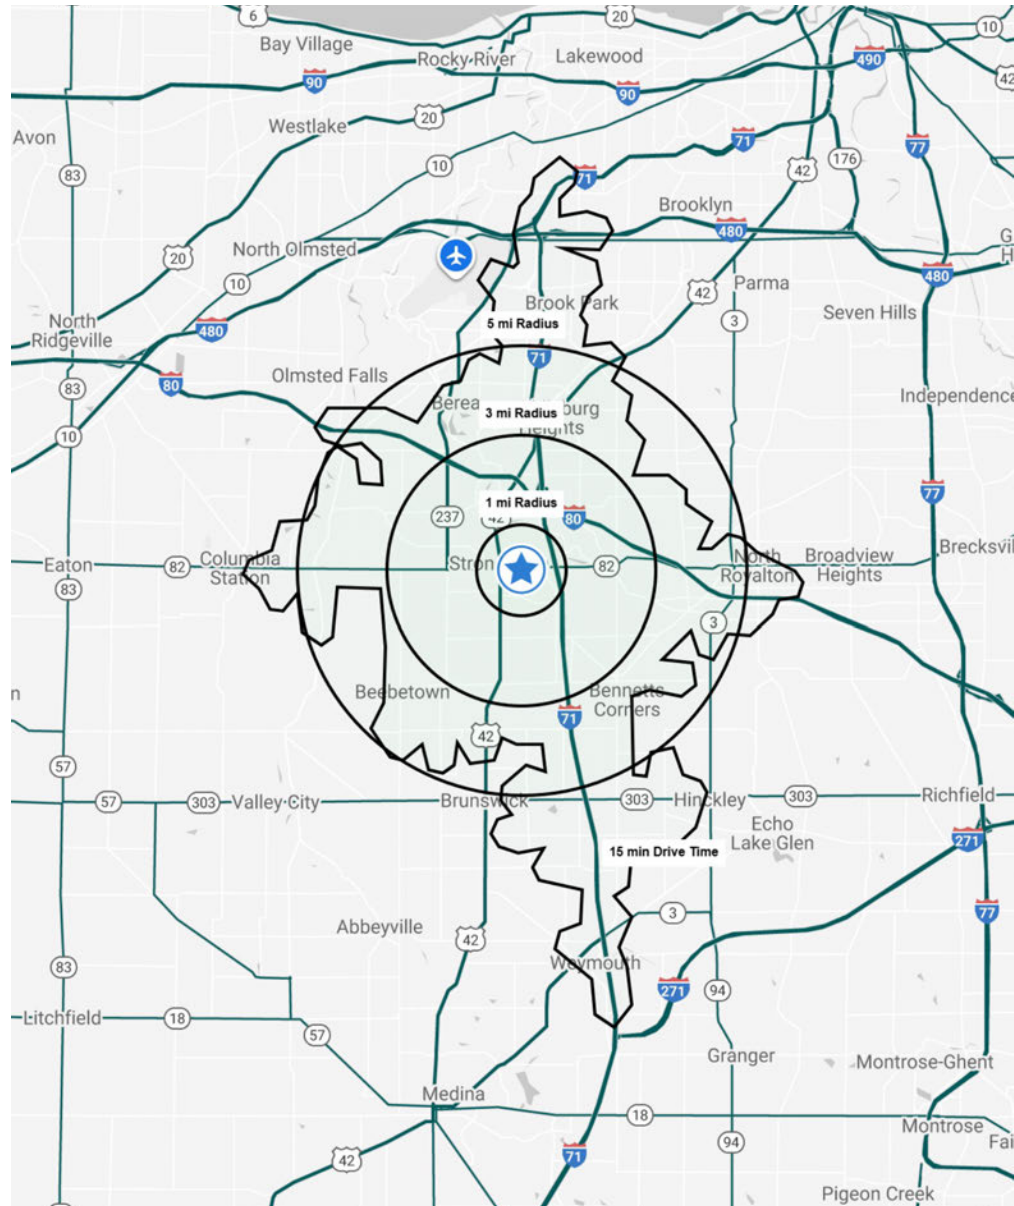 6
20
10
Bay Village
Rocky River
Lakewood
490
90
90
42
20
Westlake
Avon
71
77
10
42
176
83
71
Brooklyn
480
North Olmsted
20
480
10
42
Parma
Brook Park
North
Ridgeville
480
3
Seven Hills
5 mi Radius
71
Olmsted Falls
80
83
Independence
Berea
3 mi Radius
Heights
10
77
1 mi Radius
237
42
80
Eaton
82
Columbia
Station
82
North
Royalton
Broadview
Heights
83
3
Beebetown
Bennetts
Corners
71
42
57
57
303
Valley City
Brunswick
303
Hinckley
303
Richfield
Echo
Lake Glen
271
15 min Drive Time
3
77
Abbeyville
42
83
Weymouth
271
94
Litchfield
18
57
Granger
Montrose-Ghent
Medina
18
Montrose
94
71
42
Pigeon Creek